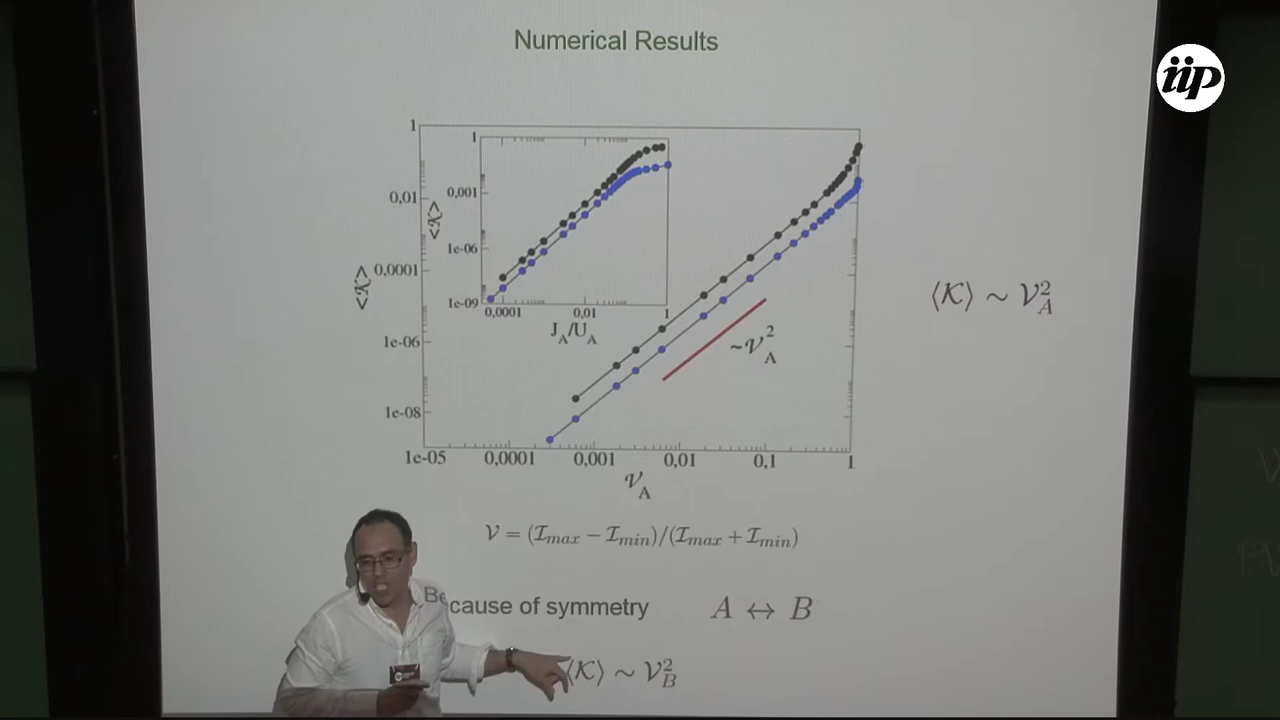 Numerical Results
iip
1
0,01
0,0001
1e-06
1e-08
<K>
1
0,001
1e-06
1e-09
<K>
0,0001 0,01 1
J_A/U_A
~𝒱_A^2
⟨𝒦⟩ ∼ 𝒱_A^2
1e-05 0,0001 0,001 0,01 0,1 1
𝒱_A
𝒱 = (ℐ_max − ℐ_min)/(ℐ_max + ℐ_min)
Because of symmetry A ↔ B
⟨𝒦⟩ ∼ 𝒱_B^2